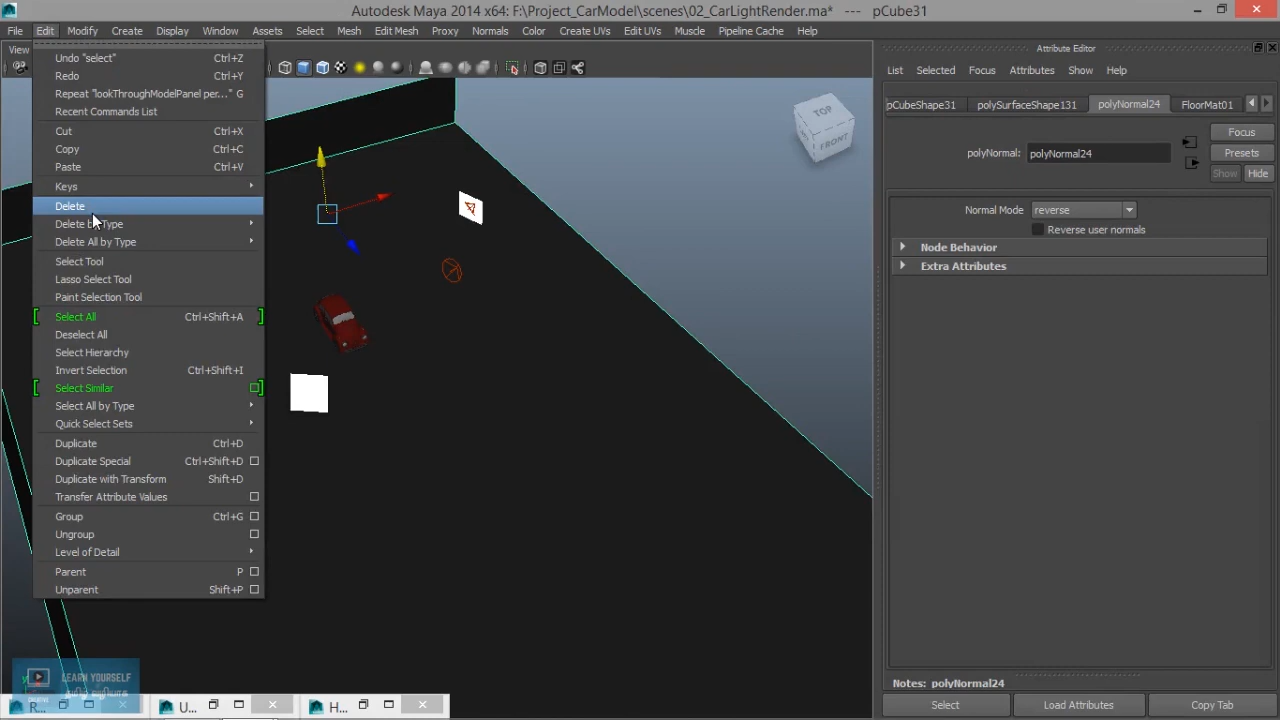 Autodesk Maya 2014 x64: F:\Project_CarModel\scenes\02_CarLightRender.ma* --- pCube31
File Edit Modify Create Display Window Assets Select Mesh Edit Mesh Proxy Normals Color Create UVs Edit UVs Muscle Pipeline Cache Help
View
Attribute Editor
List Selected Focus Attributes Show Help
pCubeShape31 polySurfaceShape131 polyNormal24 FloorMat01
polyNormal: polyNormal24
Focus
Presets
Show Hide
Normal Mode reverse
Reverse user normals
Node Behavior
Extra Attributes
Notes: polyNormal24
Select Load Attributes Copy Tab
Undo "select" Ctrl+Z
Redo Ctrl+Y
Repeat "lookThroughModelPanel per..." G
Recent Commands List
Cut Ctrl+X
Copy Ctrl+C
Paste Ctrl+V
Keys
Delete
Delete by Type
Delete All by Type
Select Tool
Lasso Select Tool
Paint Selection Tool
Select All Ctrl+Shift+A
Deselect All
Select Hierarchy
Invert Selection Ctrl+Shift+I
Select Similar
Select All by Type
Quick Select Sets
Duplicate Ctrl+D
Duplicate Special Ctrl+Shift+D
Duplicate with Transform Shift+D
Transfer Attribute Values
Group Ctrl+G
Ungroup
Level of Detail
Parent P
Unparent Shift+P
TOP
FRONT
LEARN YOURSELF
தமிழ் வழியாக
R... U... H...